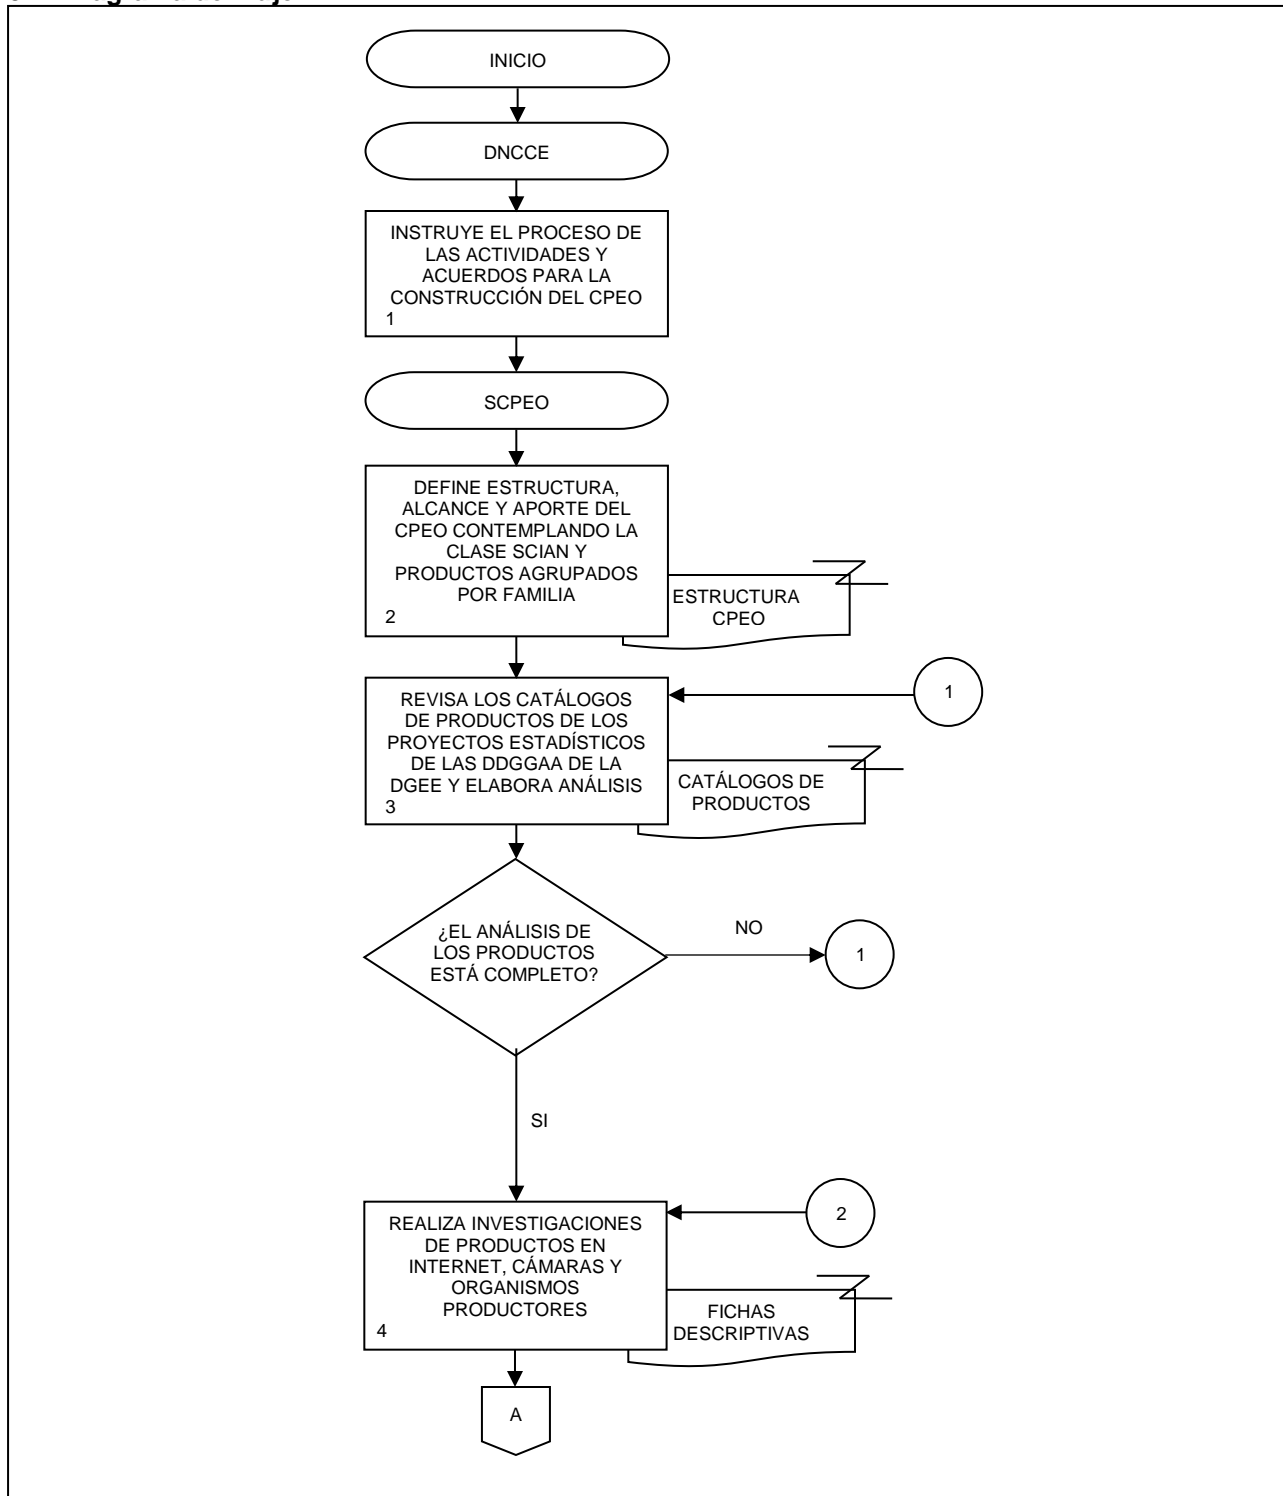 INICIO
DNCCE
INSTRUYE EL PROCESO DE
LAS ACTIVIDADES Y
ACUERDOS PARA LA
CONSTRUCCIÓN DEL CPEO
1
SCPEO
DEFINE ESTRUCTURA,
ALCANCE Y APORTE DEL
CPEO CONTEMPLANDO LA
CLASE SCIAN Y
PRODUCTOS AGRUPADOS
POR FAMILIA
2
ESTRUCTURA
CPEO
REVISA LOS CATÁLOGOS
DE PRODUCTOS DE LOS
PROYECTOS ESTADÍSTICOS
DE LAS DDGGAA DE LA
DGEE Y ELABORA ANÁLISIS
3
1
CATÁLOGOS DE
PRODUCTOS
¿EL ANÁLISIS DE
LOS PRODUCTOS
ESTÁ COMPLETO?
NO
1
SI
REALIZA INVESTIGACIONES
DE PRODUCTOS EN
INTERNET, CÁMARAS Y
ORGANISMOS
PRODUCTORES
4
2
FICHAS
DESCRIPTIVAS
A